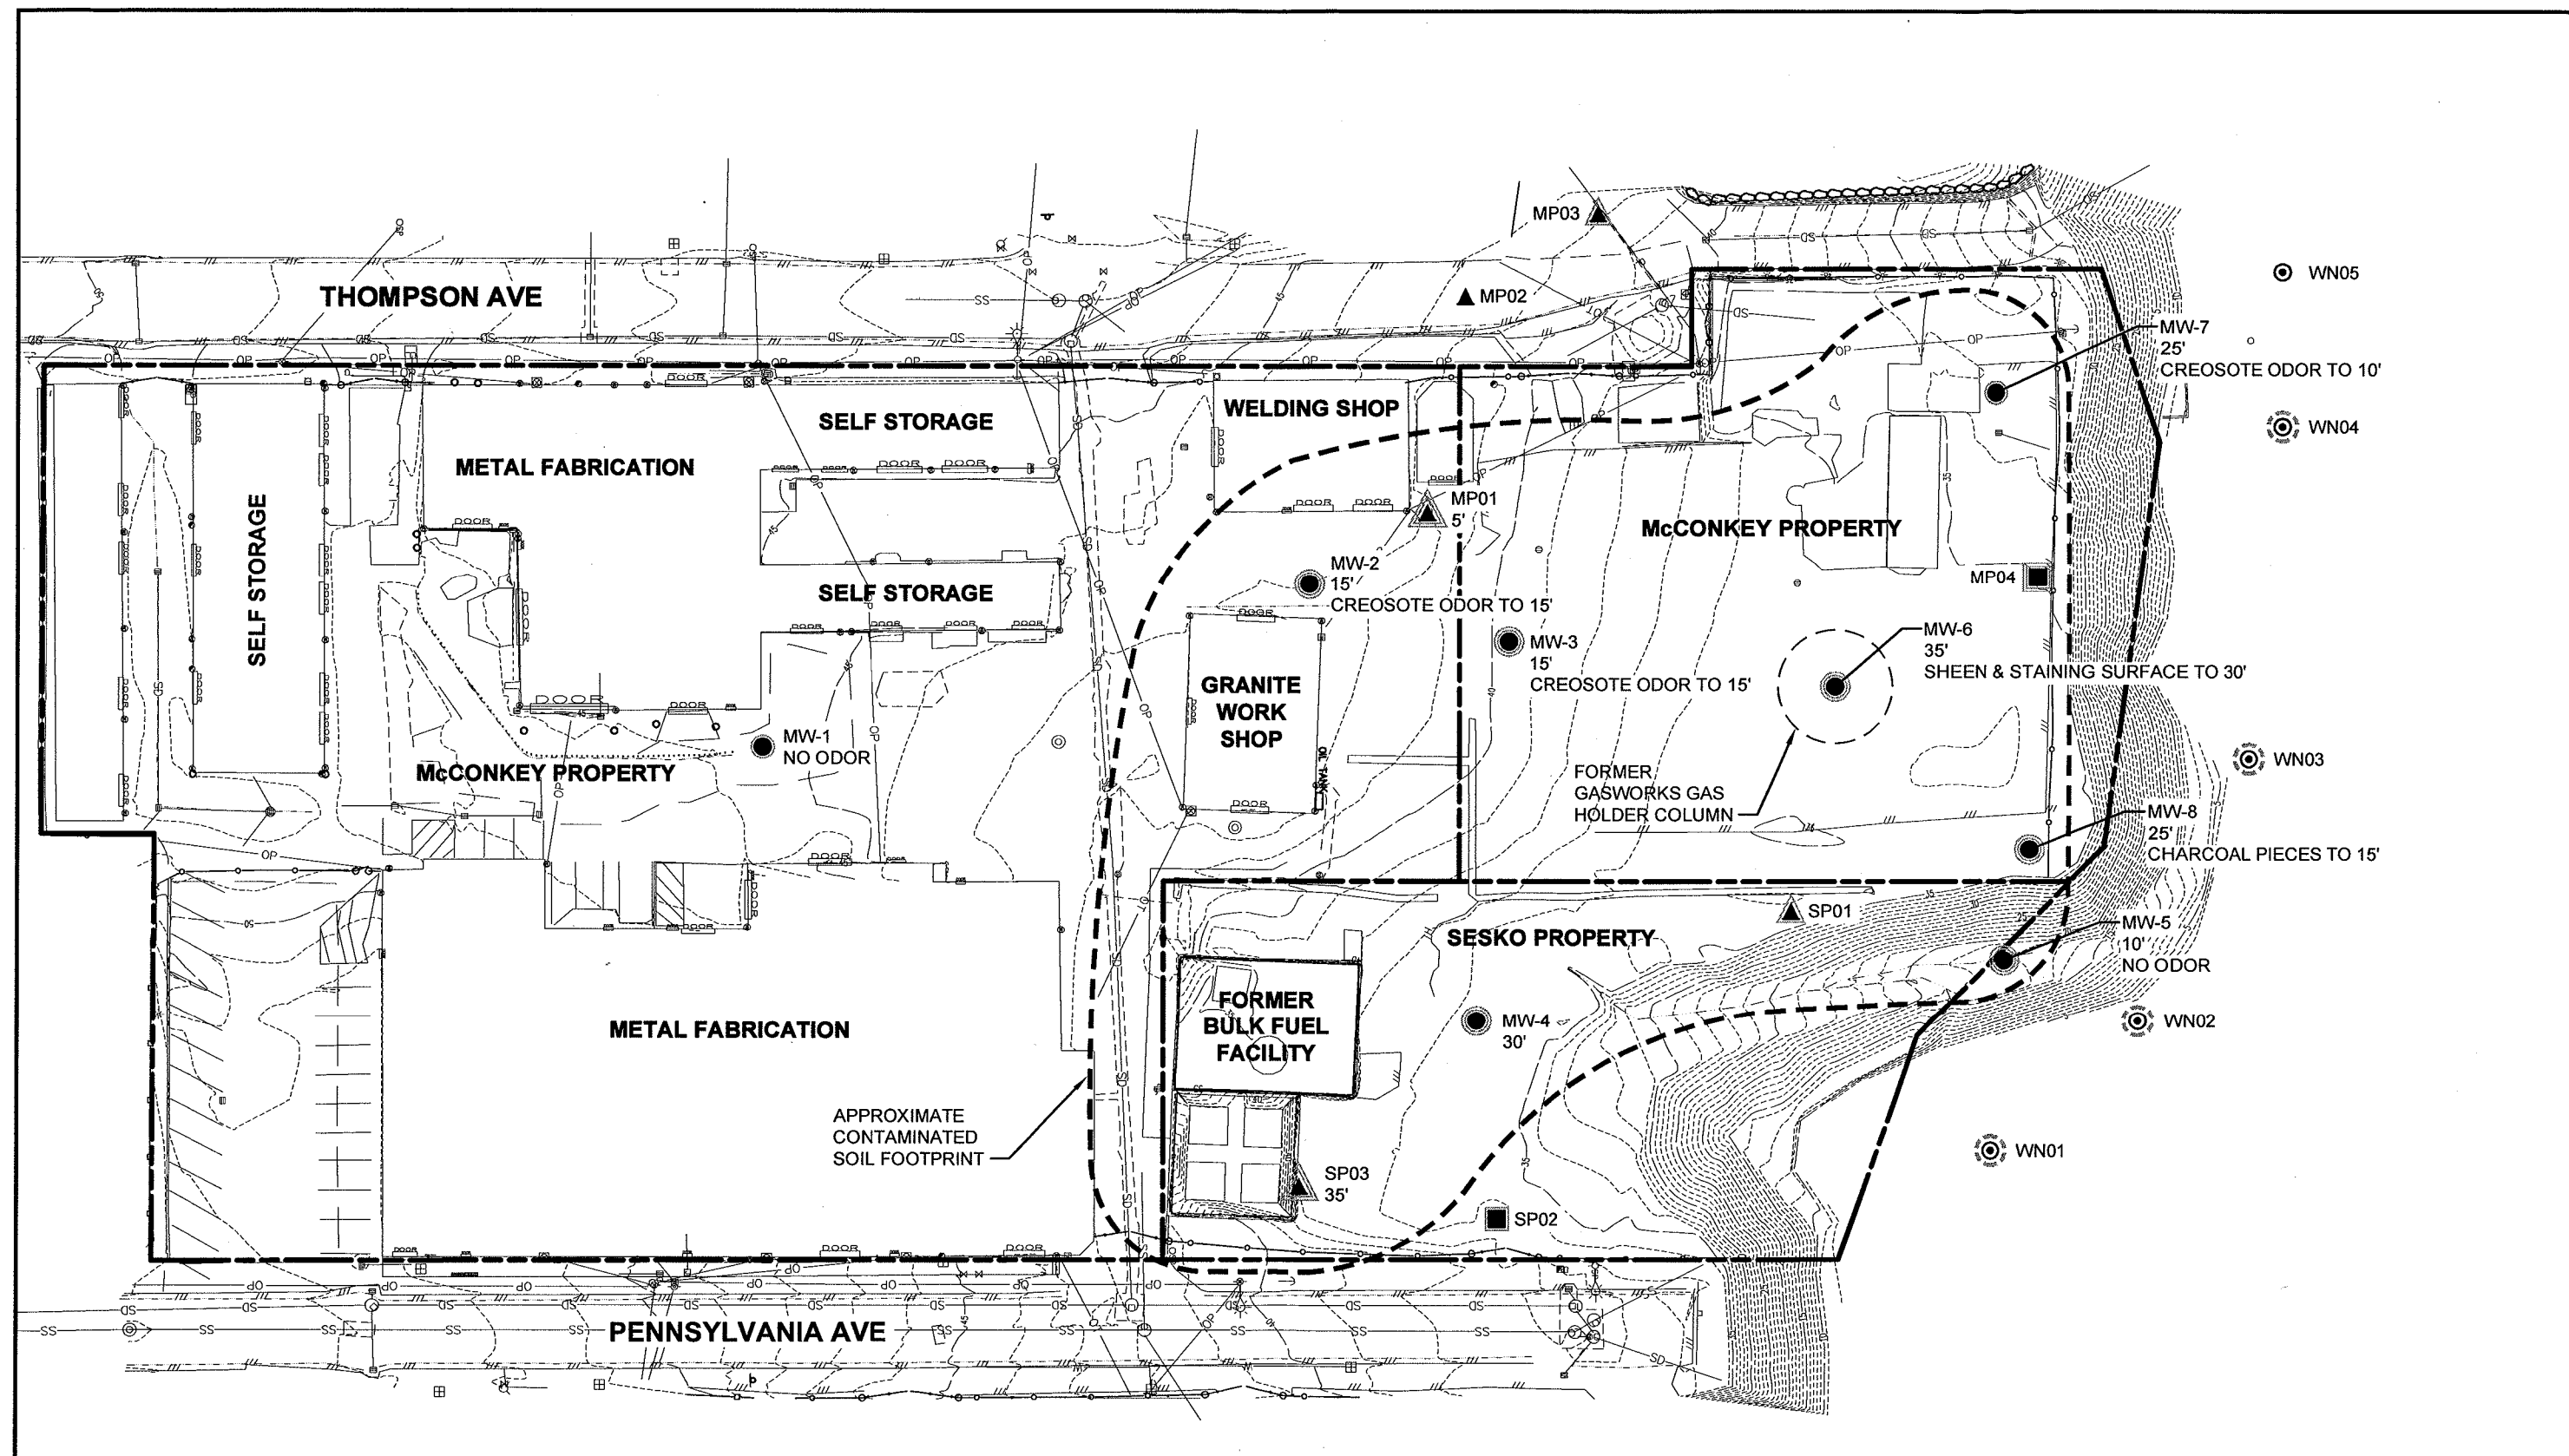 MP03
WN05
THOMPSON AVE
MP02
MW-7
25'
CREOSOTE ODOR TO 10'
WELDING SHOP
SELF STORAGE
WN04
METAL FABRICATION
SELF STORAGE
MP01
5'
McCONKEY PROPERTY
MW-2
15'
CREOSOTE ODOR TO 15'
SELF STORAGE
MP04
MW-3
15'
CREOSOTE ODOR TO 15'
MW-6
35'
SHEEN & STAINING SURFACE TO 30'
GRANITE
WORK
SHOP
OIL TANK
MW-1
NO ODOR
McCONKEY PROPERTY
FORMER
GASWORKS GAS
HOLDER COLUMN
WN03
MW-8
25'
CHARCOAL PIECES TO 15'
SP01
SESKO PROPERTY
MW-5
10'
NO ODOR
FORMER
BULK FUEL
FACILITY
MW-4
30'
WN02
METAL FABRICATION
APPROXIMATE
CONTAMINATED
SOIL FOOTPRINT
WN01
SP03
35'
SP02
PENNSYLVANIA AVE